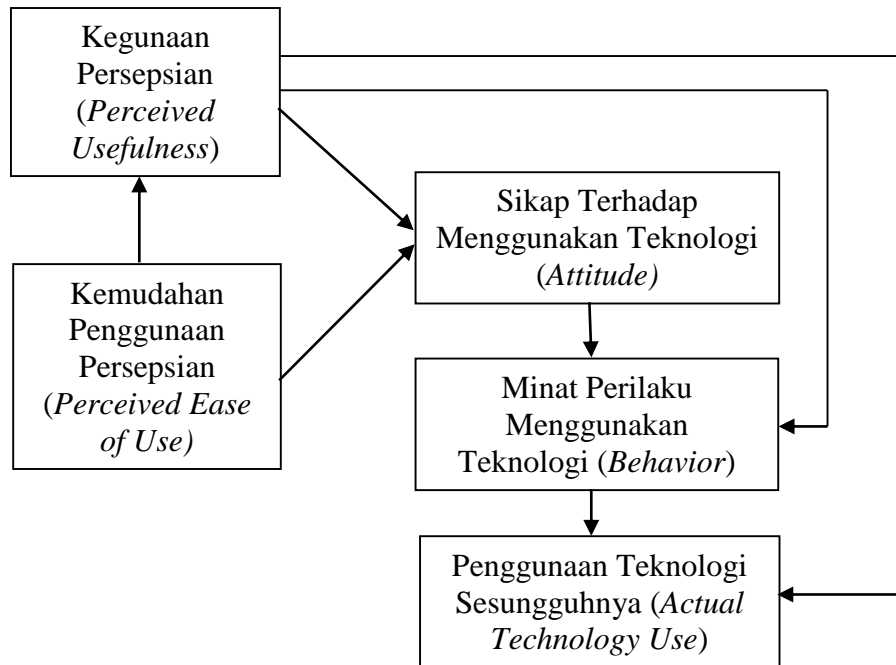 Kegunaan
Persepsian
(Perceived
Usefulness)
Sikap Terhadap
Menggunakan Teknologi
(Attitude)
Kemudahan
Penggunaan
Persepsian
(Perceived Ease
of Use)
Minat Perilaku
Menggunakan
Teknologi (Behavior)
Penggunaan Teknologi
Sesungguhnya (Actual
Technology Use)